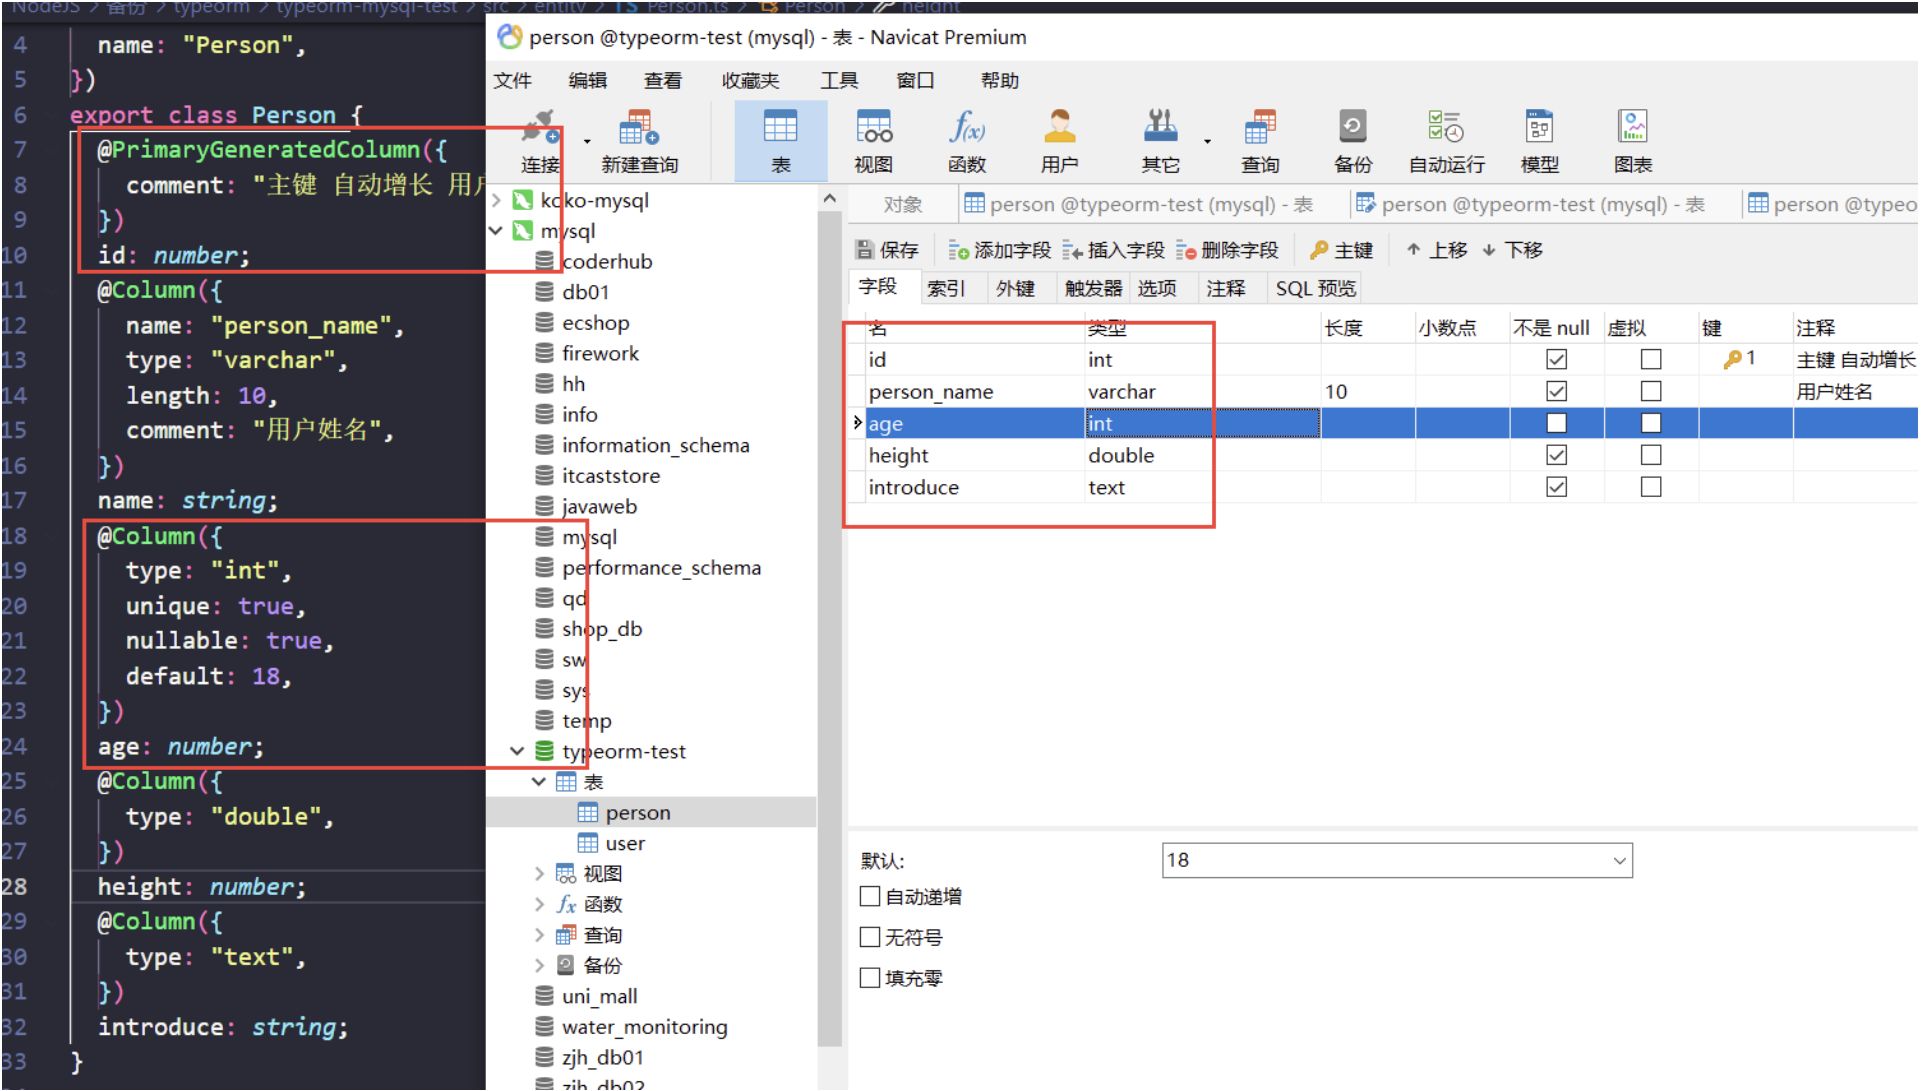 NodeJS > 备份 > typeorm > typeorm-mysql-test > src > entity > TS Person.ts > Person > height
4 name: "Person",
5 })
6 export class Person {
7 @PrimaryGeneratedColumn({
8 comment: "主键 自动增长 用户
9 })
10 id: number;
11 @Column({
12 name: "person_name",
13 type: "varchar",
14 length: 10,
15 comment: "用户姓名",
16 })
17 name: string;
18 @Column({
19 type: "int",
20 unique: true,
21 nullable: true,
22 default: 18,
23 })
24 age: number;
25 @Column({
26 type: "double",
27 })
28 height: number;
29 @Column({
30 type: "text",
31 })
32 introduce: string;
33 }
person @typeorm-test (mysql) - 表 - Navicat Premium
文件 编辑 查看 收藏夹 工具 窗口 帮助
连接 新建查询 表 视图 函数 用户 其它 查询 备份 自动运行 模型 图表
koko-mysql
mysql
coderhub
db01
ecshop
firework
hh
info
information_schema
itcaststore
javaweb
mysql
performance_schema
qd
shop_db
sw
sys
temp
typeorm-test
表
person
user
视图
函数
查询
备份
uni_mall
water_monitoring
zjh_db01
zjh_db02
对象 person @typeorm-test (mysql) - 表 person @typeorm-test (mysql) - 表 person @typeo
保存 添加字段 插入字段 删除字段 主键 上移 下移
字段 索引 外键 触发器 选项 注释 SQL 预览
名 类型 长度 小数点 不是 null 虚拟 键 注释
id int 1 主键 自动增长
person_name varchar 10 用户姓名
age int
height double
introduce text
默认: 18
自动递增
无符号
填充零